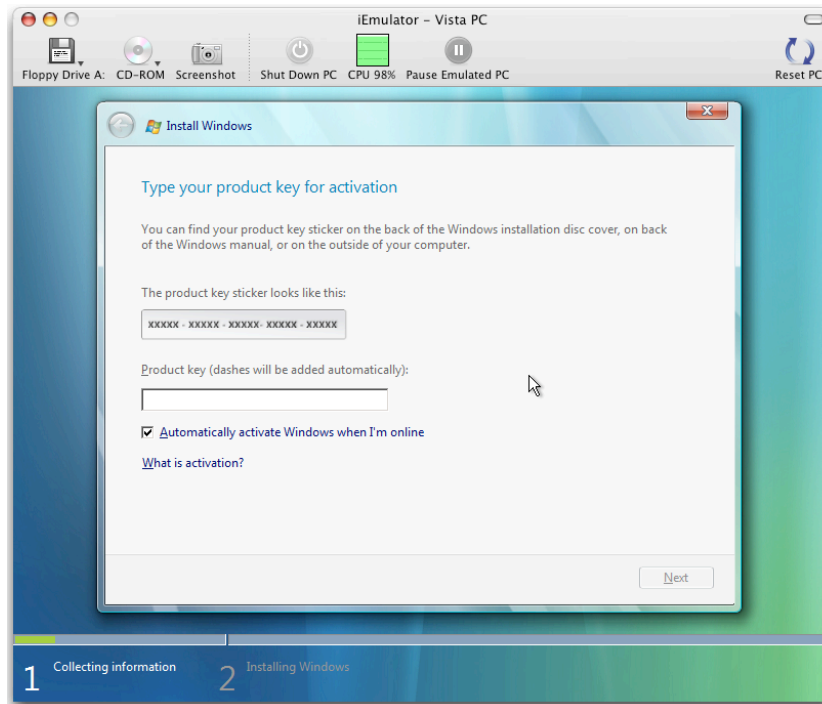 iEmulator – Vista PC
Floppy Drive A: CD-ROM Screenshot Shut Down PC CPU 98% Pause Emulated PC Reset PC
Install Windows
Type your product key for activation
You can find your product key sticker on the back of the Windows installation disc cover, on back
of the Windows manual, or on the outside of your computer.
The product key sticker looks like this:
XXXXX - XXXXX - XXXXX- XXXXX - XXXXX
Product key (dashes will be added automatically):
Automatically activate Windows when I'm online
What is activation?
Next
1 Collecting information 2 Installing Windows